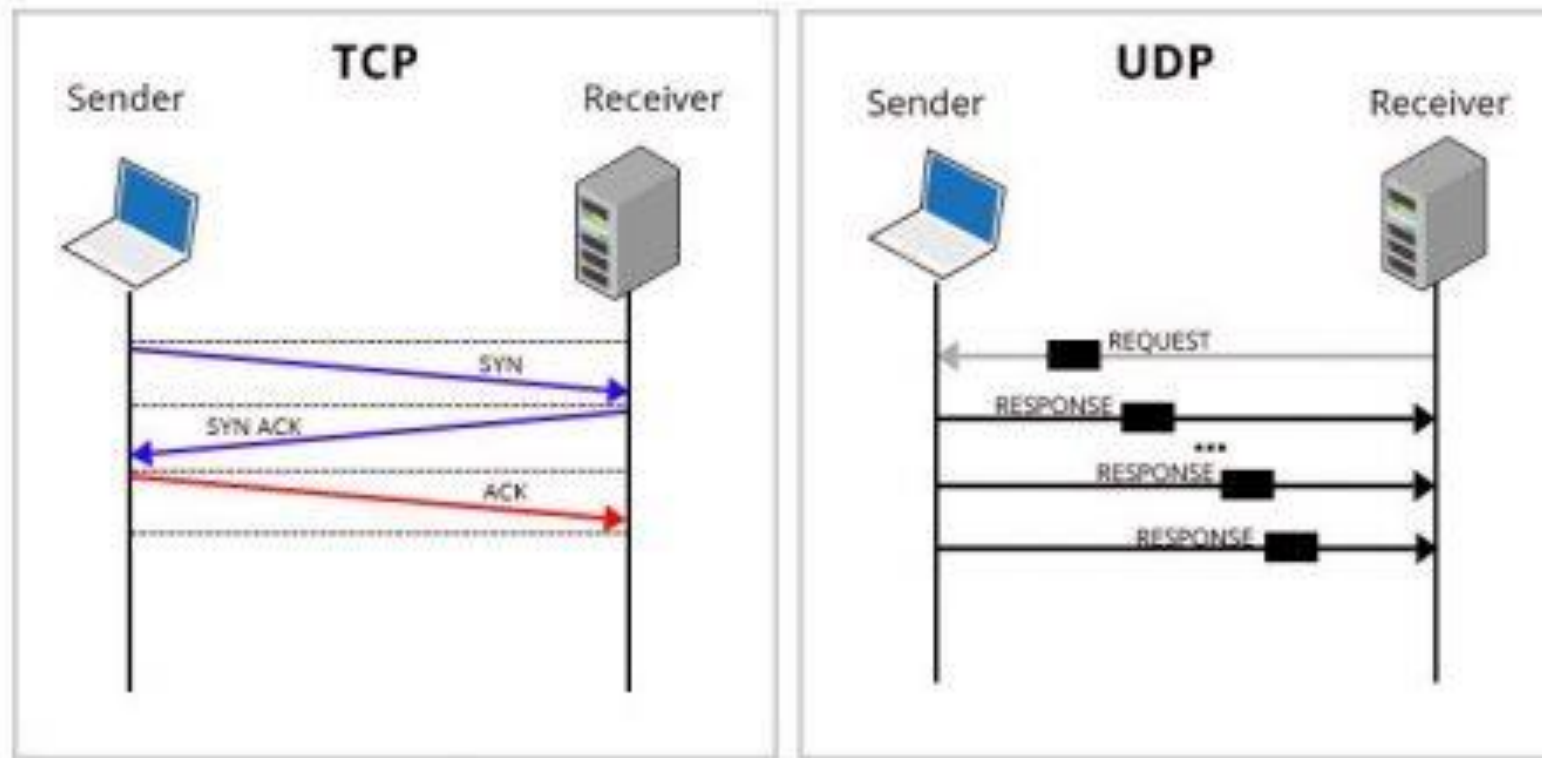 TCP
Sender Receiver
SYN
SYN ACK
ACK
UDP
Sender Receiver
REQUEST
RESPONSE
...
RESPONSE
RESPONSE